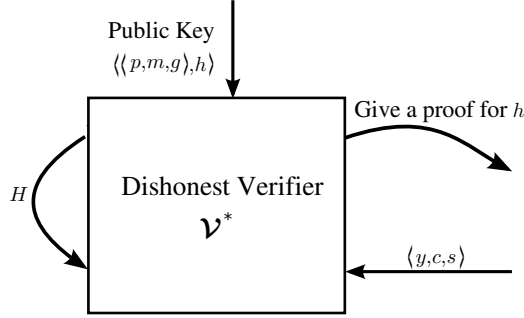 Public Key
⟨⟨p,m,g⟩,h⟩
Give a proof for h
H
Dishonest Verifier
𝒱*
⟨y,c,s⟩